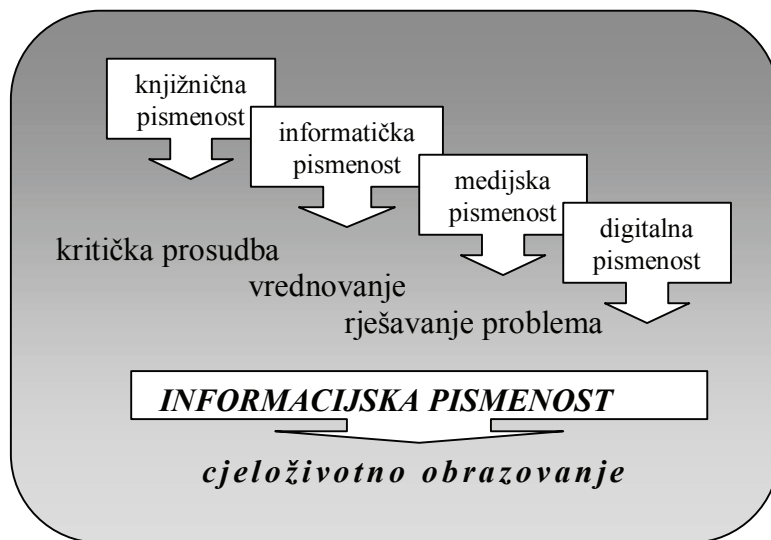 knjižnična
pismenost
informatička
pismenost
medijska
pismenost
digitalna
pismenost
kritička prosudba
vrednovanje
rješavanje problema
INFORMACIJSKA PISMENOST
cjeloživotno obrazovanje